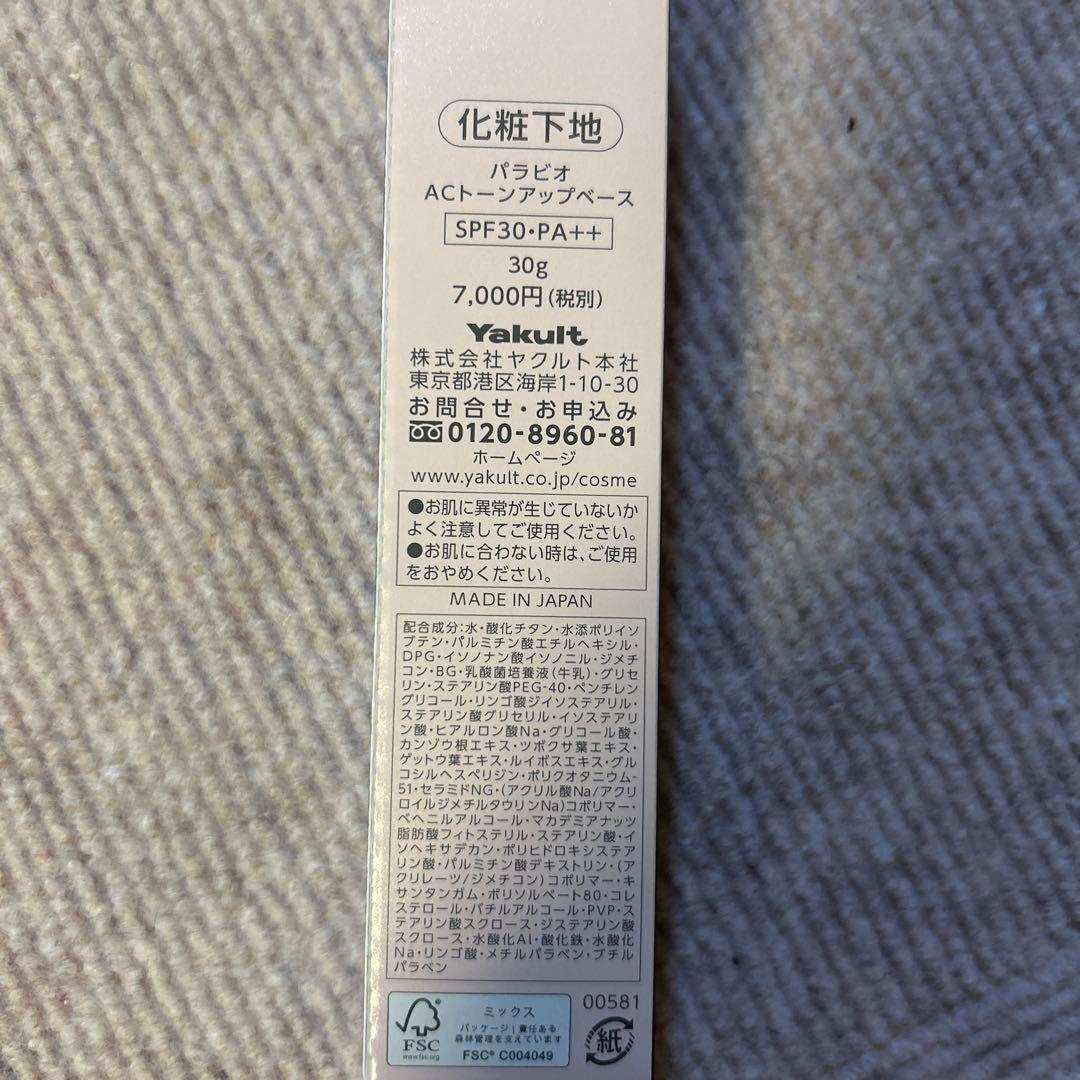 化粧下地
パラビオ
ACトーンアップベース
SPF30・PA++
30g
7,000円(税別)
Yakult
株式会社ヤクルト本社
東京都港区海岸1-10-30
お問合せ・お申込み
0120-8960-81
ホームページ
www.yakult.co.jp/cosme
●お肌に異常が生じていないか
よく注意してご使用ください。
●お肌に合わない時は、ご使用
をおやめください。
MADE IN JAPAN
配合成分:水・酸化チタン・水添ポリイソ
ブテン・パルミチン酸エチルヘキシル・
DPG・イソノナン酸イソノニル・ジメチ
コン・BG・乳酸菌培養液(牛乳)・グリセ
リン・ステアリン酸PEG-40・ペンチレン
グリコール・リンゴ酸ジイソステアリル・
ステアリン酸グリセリル・イソステアリ
ン酸・ヒアルロン酸Na・グリコール酸・
カンゾウ根エキス・ツボクサ葉エキス・
ゲットウ葉エキス・ルイボスエキス・グル
コシルヘスペリジン・ポリクオタニウム-
51・セラミドNG・(アクリル酸Na/アクリ
ロイルジメチルタウリンNa)コポリマー・
ベヘニルアルコール・マカデミアナッツ
脂肪酸フィトステリル・ステアリン酸・イ
ソヘキサデカン・ポリヒドロキシステア
リン酸・パルミチン酸デキストリン・(ア
クリレーツ/ジメチコン)コポリマー・キ
サンタンガム・ポリソルベート80・コレ
ステロール・バチルアルコール・PVP・ス
テアリン酸スクロース・ジステアリン酸
スクロース・水酸化Al・酸化鉄・水酸化
Na・リンゴ酸・メチルパラベン・ブチル
パラベン
00581
FSC
www.fsc.org
ミックス
パッケージ|責任ある
森林管理を支えています
FSC® C004049
紙